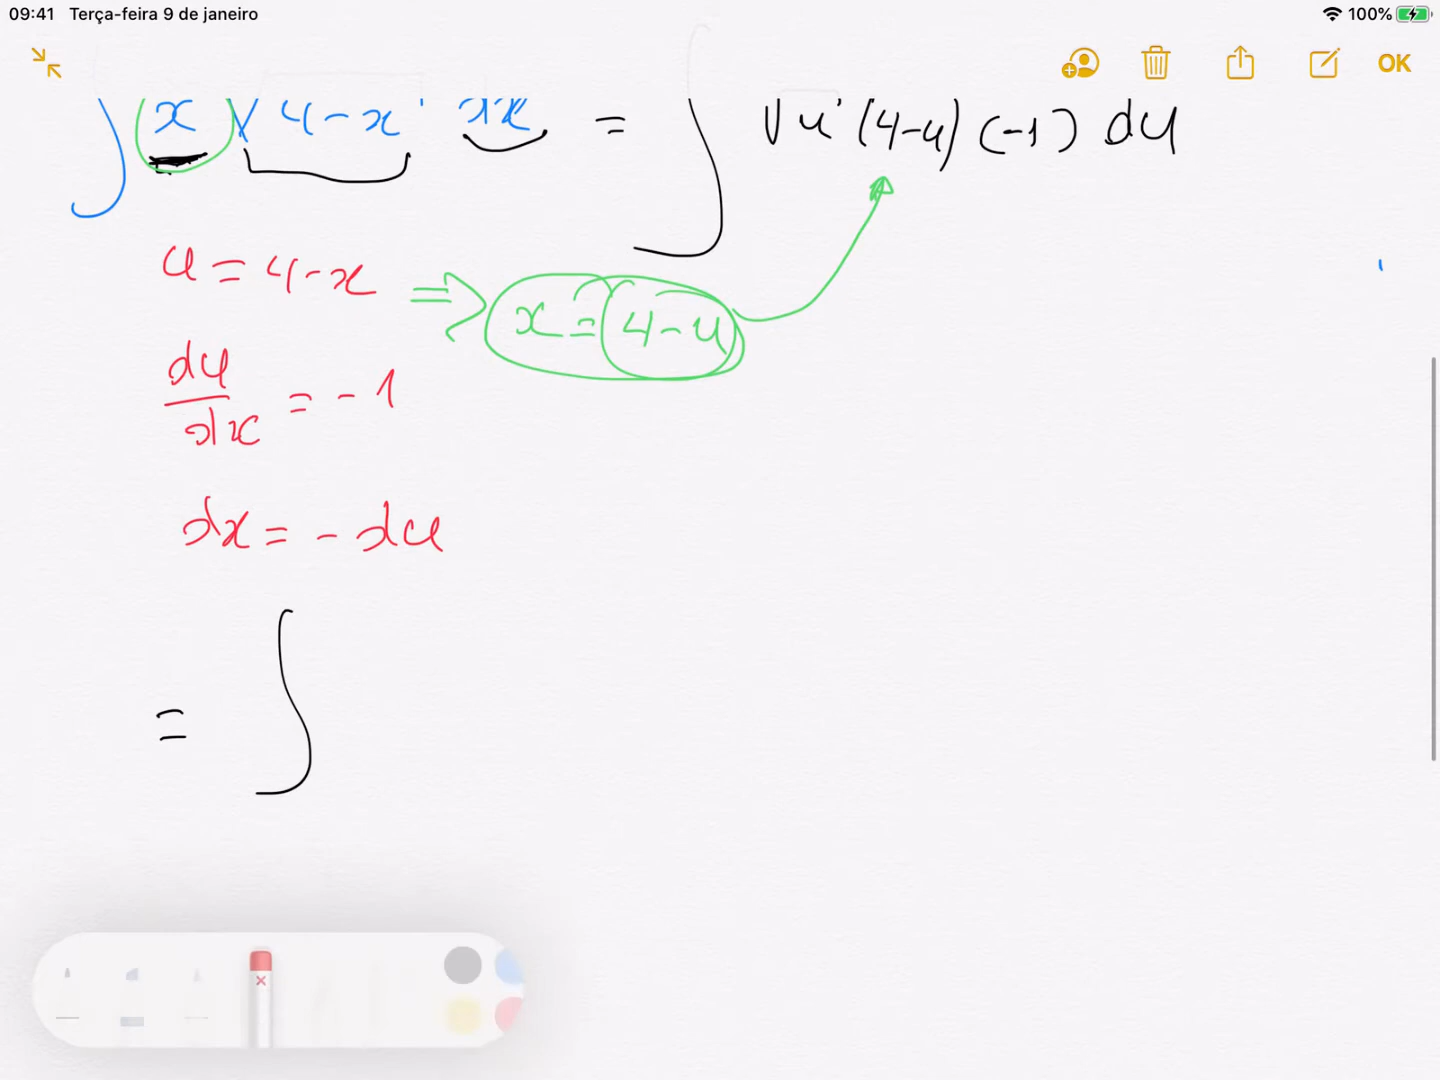 09:41 Terça-feira 9 de janeiro 100%
OK
∫ x √4-x dx = ∫ √u (4-u) (-1) du
u = 4-x ⇒ x = 4-u
du/dx = -1
dx = - du
= ∫